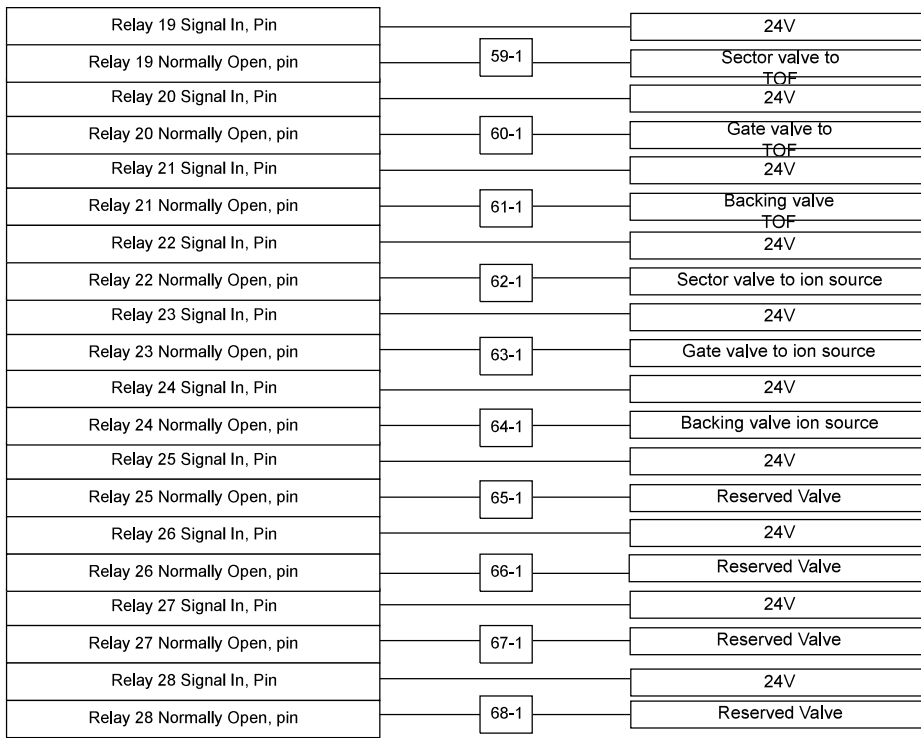 Relay 19 Signal In, Pin
24V
Relay 19 Normally Open, pin
59-1
Sector valve to
TOF
Relay 20 Signal In, Pin
24V
Relay 20 Normally Open, pin
60-1
Gate valve to
TOF
Relay 21 Signal In, Pin
24V
Relay 21 Normally Open, pin
61-1
Backing valve
TOF
Relay 22 Signal In, Pin
24V
Relay 22 Normally Open, pin
62-1
Sector valve to ion source
Relay 23 Signal In, Pin
24V
Relay 23 Normally Open, pin
63-1
Gate valve to ion source
Relay 24 Signal In, Pin
24V
Relay 24 Normally Open, pin
64-1
Backing valve ion source
Relay 25 Signal In, Pin
24V
Relay 25 Normally Open, pin
65-1
Reserved Valve
Relay 26 Signal In, Pin
24V
Relay 26 Normally Open, pin
66-1
Reserved Valve
Relay 27 Signal In, Pin
24V
Relay 27 Normally Open, pin
67-1
Reserved Valve
Relay 28 Signal In, Pin
24V
Relay 28 Normally Open, pin
68-1
Reserved Valve